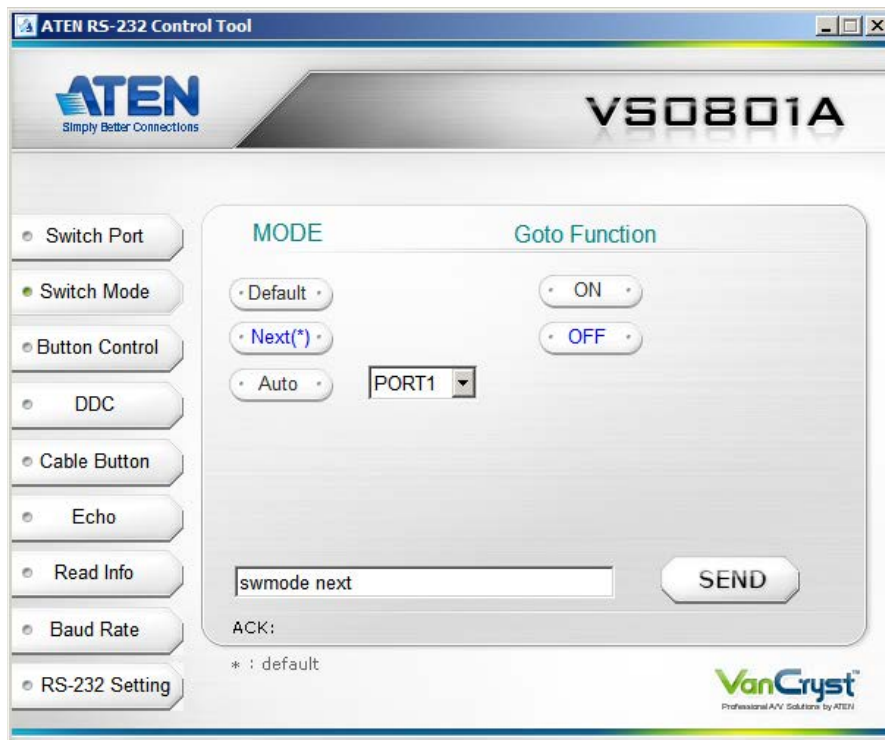 ATEN RS-232 Control Tool
ATEN
Simply Better Connections
VS0801A
Switch Port
Switch Mode
Button Control
DDC
Cable Button
Echo
Read Info
Baud Rate
RS-232 Setting
MODE
Goto Function
Default
ON
Next(*)
OFF
Auto
PORT1
swmode next
SEND
ACK:
* : default
VanCryst™
Professional A/V Solutions by ATEN